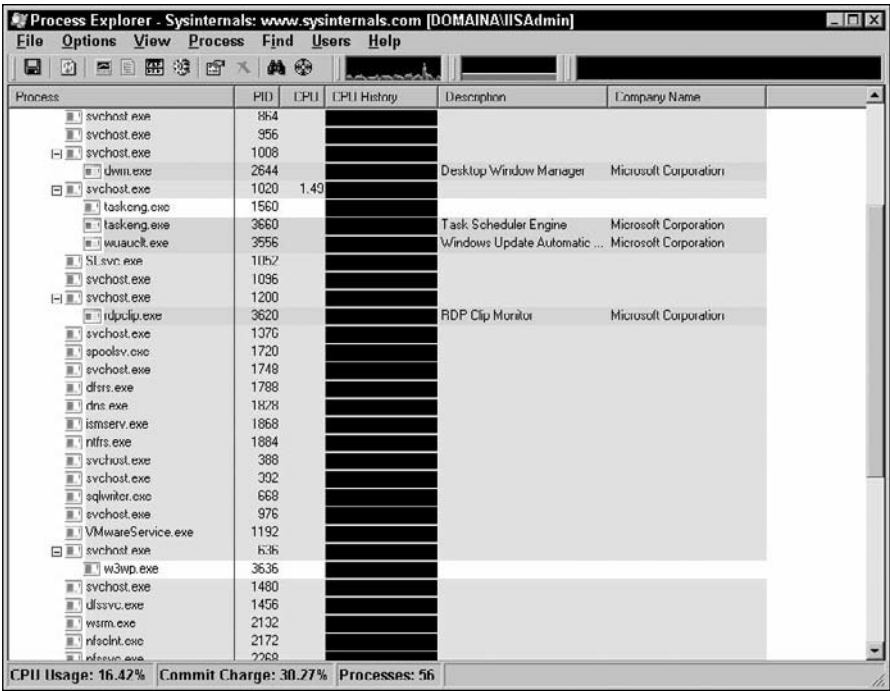 Process Explorer - Sysinternals: www.sysinternals.com [DOMAINA\IISAdmin]
File Options View Process Find Users Help
Process PID CPU CPU History Description Company Name
svchost.exe 864
svchost.exe 956
svchost.exe 1008
dwm.exe 2644 Desktop Window Manager Microsoft Corporation
svchost.exe 1020 1.49
taskeng.exe 1560
taskeng.exe 3660 Task Scheduler Engine Microsoft Corporation
wuauclt.exe 3556 Windows Update Automatic ... Microsoft Corporation
SLsvc.exe 1052
svchost.exe 1096
svchost.exe 1200
rdpclip.exe 3620 RDP Clip Monitor Microsoft Corporation
svchost.exe 1376
spoolsv.exe 1720
svchost.exe 1748
dfsrs.exe 1788
dns.exe 1828
ismserv.exe 1868
ntfrs.exe 1884
svchost.exe 388
svchost.exe 392
sqlwriter.exe 668
svchost.exe 976
VMwareService.exe 1192
svchost.exe 636
w3wp.exe 3636
svchost.exe 1480
dfssvc.exe 1456
wsrm.exe 2132
nfsclnt.exe 2172
nfssvc.exe 2268
CPU Usage: 16.42% Commit Charge: 30.27% Processes: 56